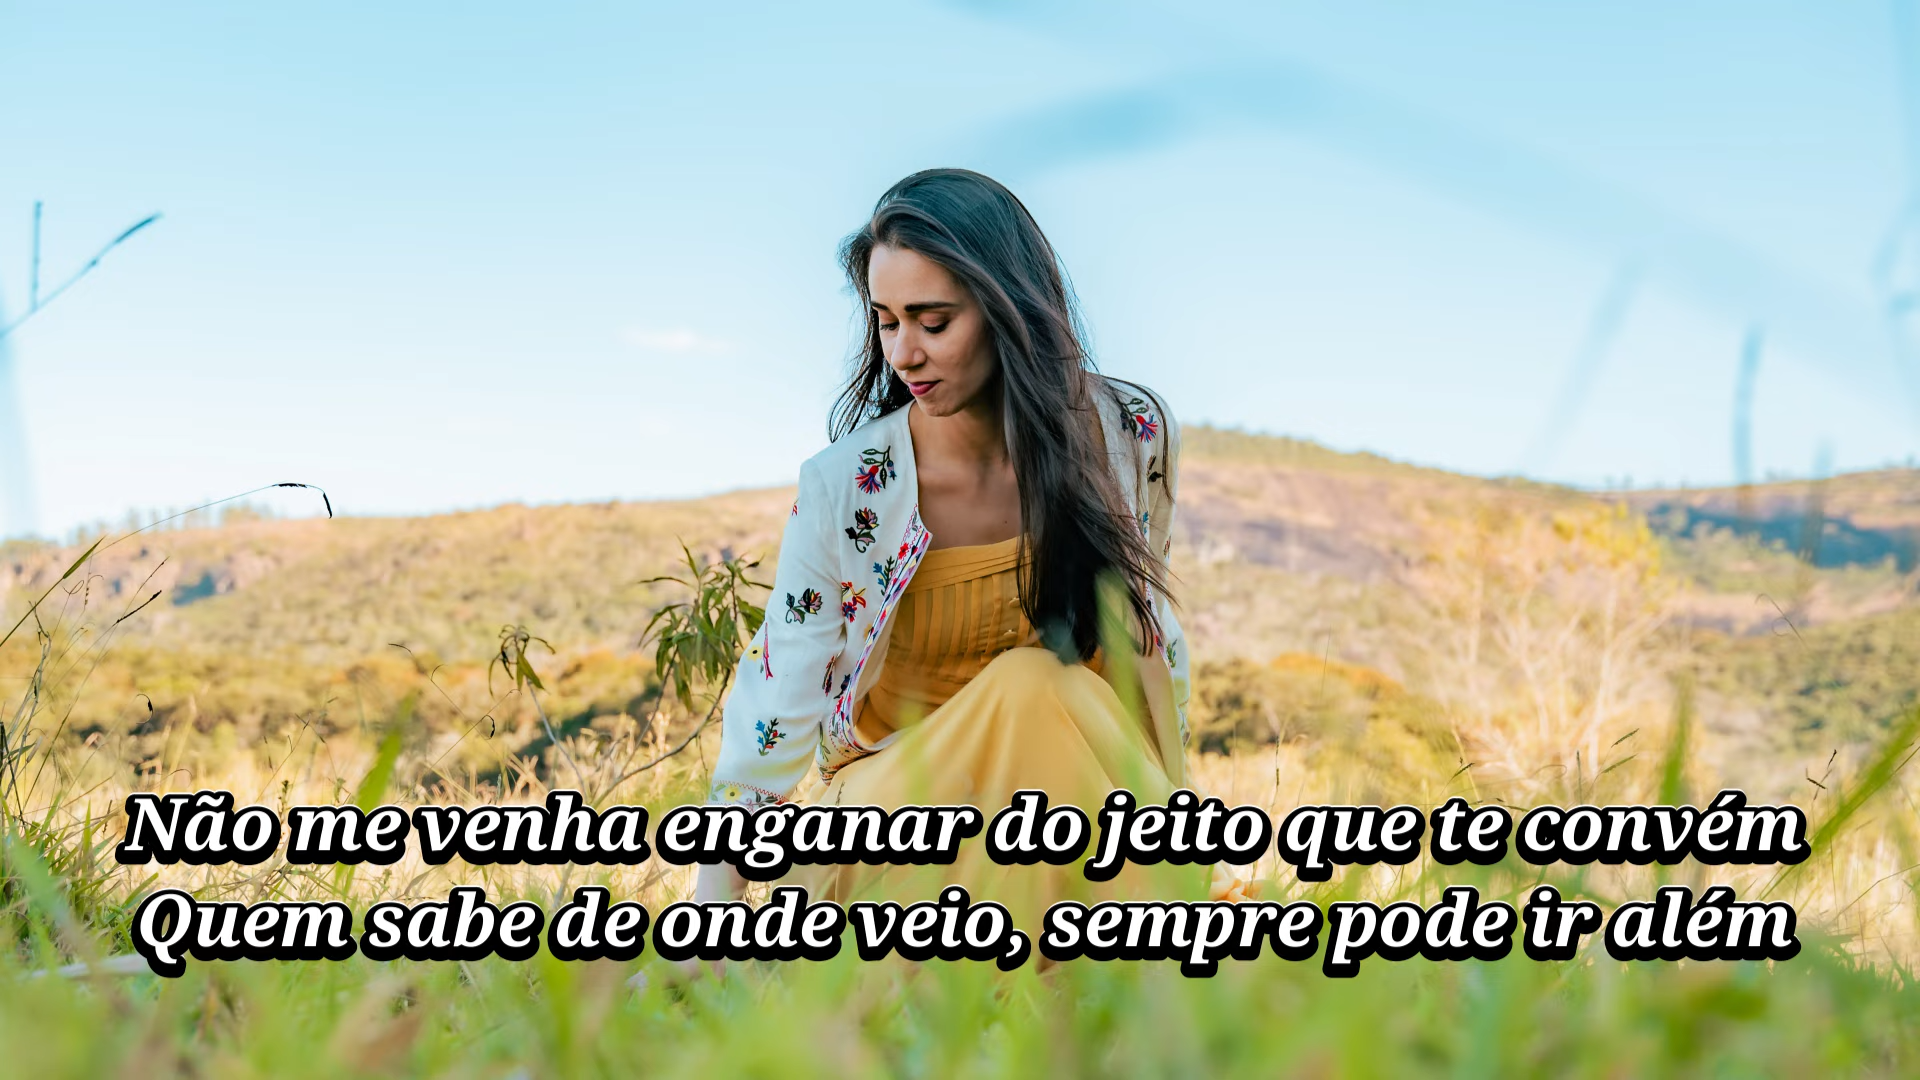 Não me venha enganar do jeito que te convém
Quem sabe de onde veio, sempre pode ir além